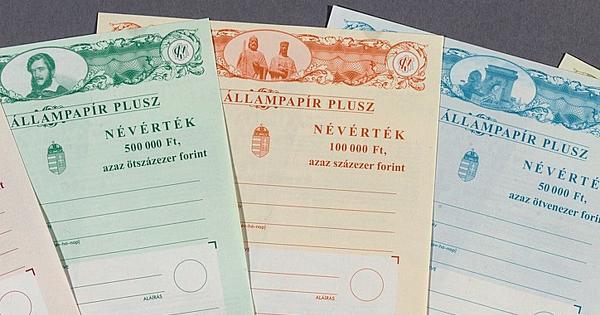 ÁLLAMPAPÍR PLUSZ
NÉVÉRTÉK
500 000 Ft,
azaz ötszázezer forint
ALÁÍRÁS
ÁLLAMPAPÍR PLUSZ
NÉVÉRTÉK
100 000 Ft,
azaz százezer forint
ALÁÍRÁS
ÁLLAMPAPÍR PLUSZ
NÉVÉRTÉK
50 000 Ft,
azaz ötvenezer forint